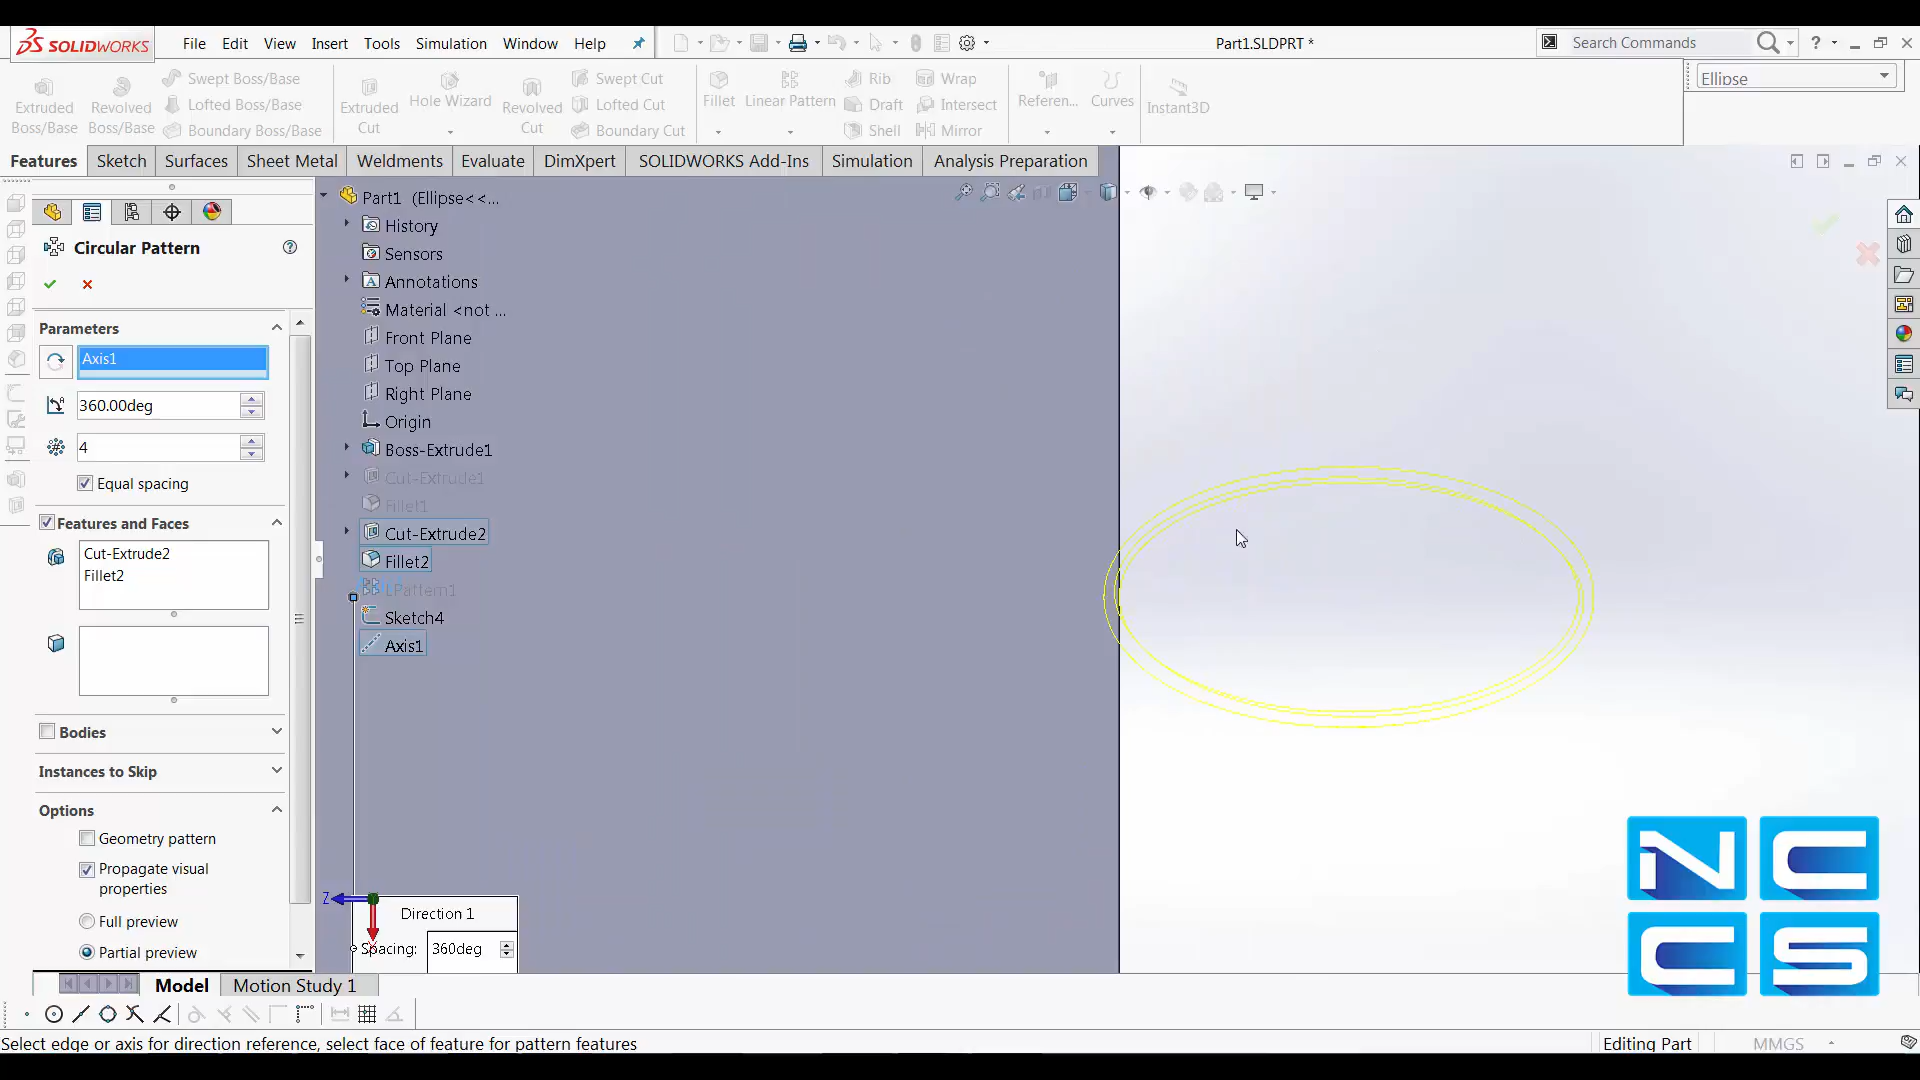 SOLIDWORKS
File Edit View Insert Tools Simulation Window Help
Part1.SLDPRT *
Search Commands
?
Extruded Boss/Base
Revolved Boss/Base
Swept Boss/Base
Lofted Boss/Base
Boundary Boss/Base
Extruded Cut
Hole Wizard
Revolved Cut
Swept Cut
Lofted Cut
Boundary Cut
Fillet
Linear Pattern
Rib
Draft
Shell
Wrap
Intersect
Mirror
Referen...
Curves
Instant3D
Ellipse
Features Sketch Surfaces Sheet Metal Weldments Evaluate DimXpert SOLIDWORKS Add-Ins Simulation Analysis Preparation
Circular Pattern
?
Parameters
Axis1
360.00deg
4
Equal spacing
Features and Faces
Cut-Extrude2
Fillet2
Bodies
Instances to Skip
Options
Geometry pattern
Propagate visual
properties
Full preview
Partial preview
Part1 (Ellipse<<...
History
Sensors
Annotations
Material <not ...
Front Plane
Top Plane
Right Plane
Origin
Boss-Extrude1
Cut-Extrude1
Fillet1
Cut-Extrude2
Fillet2
LPattern1
Sketch4
Axis1
Z
Direction 1
Spacing: 360deg
NC
CS
Model Motion Study 1
Select edge or axis for direction reference, select face of feature for pattern features
Editing Part
MMGS